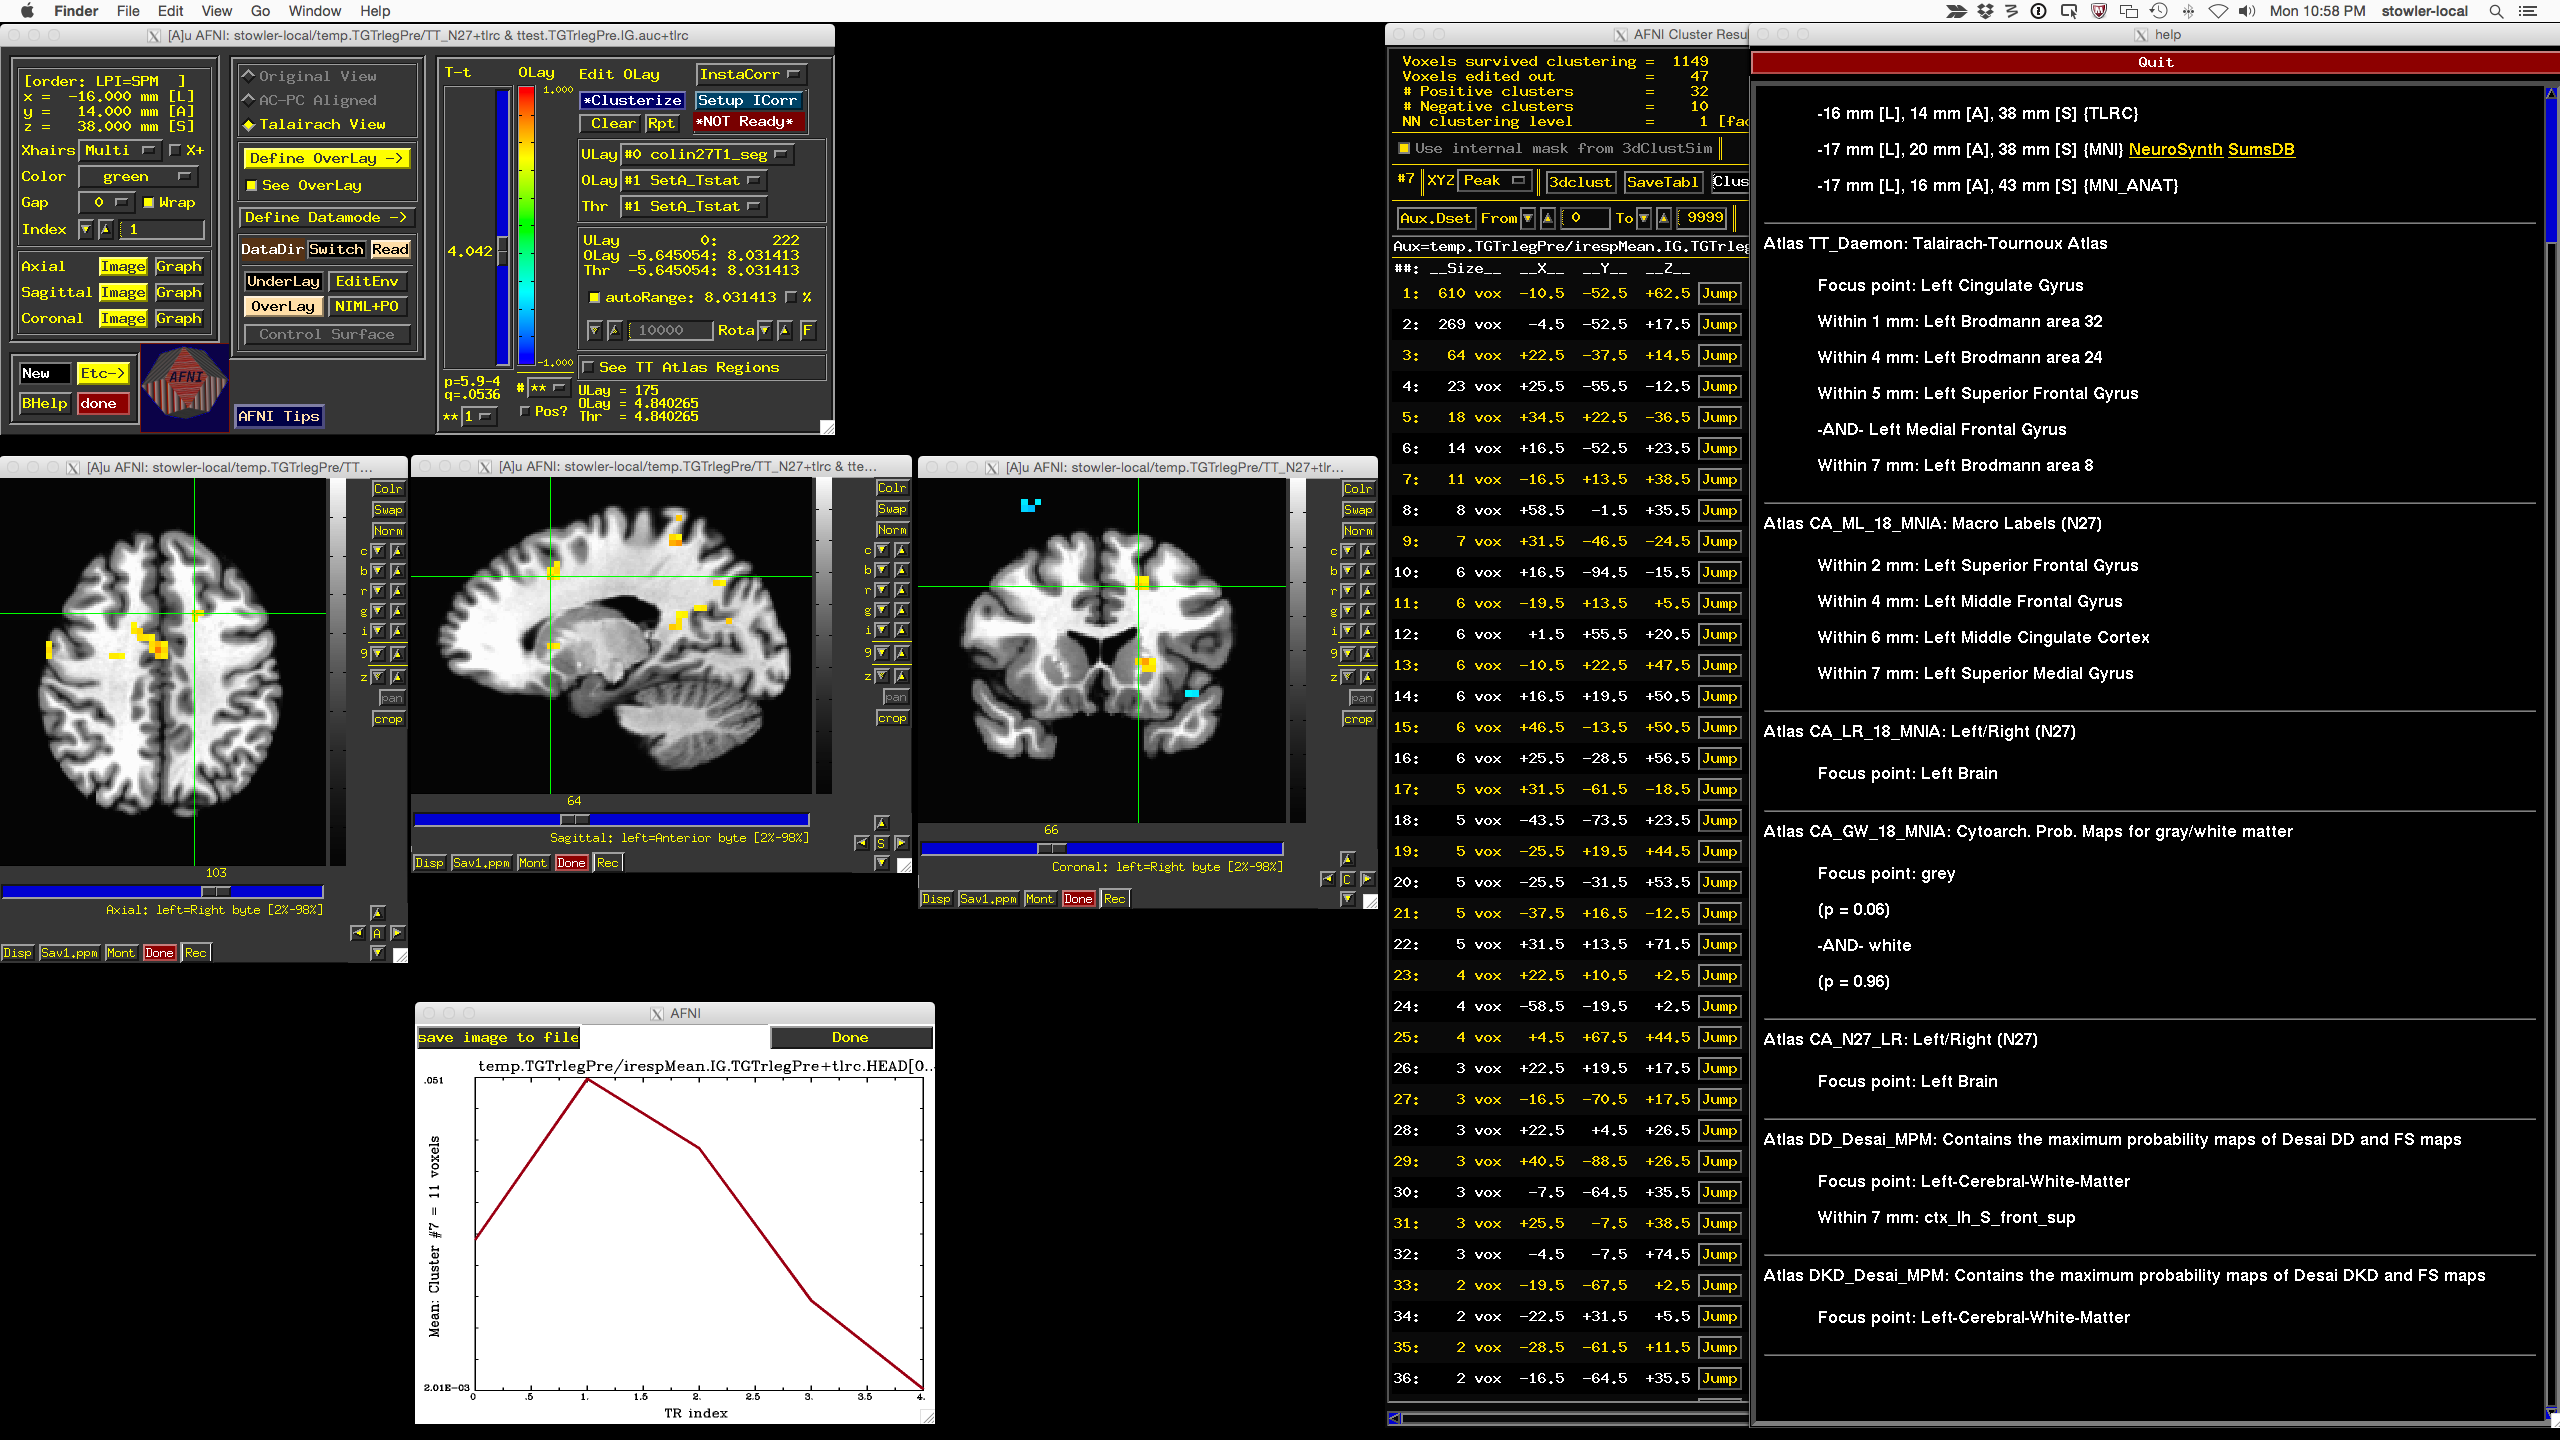 Finder File Edit View Go Window Help
Mon 10:58 PM stowler-local
[A]u AFNI: stowler-local/temp.TGTrlegPre/TT_N27+tlrc & ttest.TGTrlegPre.IG.auc+tlrc
[order: LPI=SPM ]
x = -16.000 mm [L]
y = 14.000 mm [A]
z = 38.000 mm [S]
Xhairs Multi X+
Color green
Gap 0 Wrap
Index 1
Axial Image Graph
Sagittal Image Graph
Coronal Image Graph
New Etc->
BHelp done
AFNI
Original View
AC-PC Aligned
Talairach View
Define OverLay ->
See OverLay
Define Datamode ->
DataDir Switch Read
UnderLay EditEnv
OverLay NIML+PO
Control Surface
AFNI Tips
T-t
4.042
p=5.9-4
q=.0536
** 1
OLay
1.000
-1.000
# **
Pos?
Edit OLay InstaCorr
*Clusterize Setup ICorr
Clear Rpt *NOT Ready*
ULay #0 colin27T1_seg
OLay #1 SetA_Tstat
Thr #1 SetA_Tstat
ULay 0: 222
OLay -5.645054: 8.031413
Thr -5.645054: 8.031413
autoRange: 8.031413 %
10000 Rota F
See TT Atlas Regions
ULay = 175
OLay = 4.840265
Thr = 4.840265
[A]u AFNI: stowler-local/temp.TGTrlegPre/TT...
Colr
Swap
Norm
c
b
r
g
i
9
z
pan
crop
103
Axial: left=Right byte [2%-98%]
A
Disp Sav1.ppm Mont Done Rec
[A]u AFNI: stowler-local/temp.TGTrlegPre/TT_N27+tlrc & tte...
Colr
Swap
Norm
c
b
r
g
i
9
z
pan
crop
64
Sagittal: left=Anterior byte [2%-98%]
S
Disp Sav1.ppm Mont Done Rec
[A]u AFNI: stowler-local/temp.TGTrlegPre/TT_N27+tlr...
Colr
Swap
Norm
c
b
r
g
i
9
z
pan
crop
66
Coronal: left=Right byte [2%-98%]
C
Disp Sav1.ppm Mont Done Rec
AFNI
save image to file Done
temp.TGTrlegPre/irespMean.IG.TGTrlegPre+tlrc.HEAD[0..
.051
Mean: Cluster #7 = 11 voxels
2.01E-03
0 .5 1. 1.5 2. 2.5 3. 3.5 4.
TR index
AFNI Cluster Resu
Voxels survived clustering = 1149
Voxels edited out = 47
# Positive clusters = 32
# Negative clusters = 10
NN clustering level = 1 [fac
Use internal mask from 3dClustSim
#7 XYZ Peak 3dclust SaveTabl Clus
Aux.Dset From 0 To 9999
Aux=temp.TGTrlegPre/irespMean.IG.TGTrleg
##: __Size__ __X__ __Y__ __Z__
1: 610 vox -10.5 -52.5 +62.5 Jump
2: 269 vox -4.5 -52.5 +17.5 Jump
3: 64 vox +22.5 -37.5 +14.5 Jump
4: 23 vox +25.5 -55.5 -12.5 Jump
5: 18 vox +34.5 +22.5 -36.5 Jump
6: 14 vox +16.5 -52.5 +23.5 Jump
7: 11 vox -16.5 +13.5 +38.5 Jump
8: 8 vox +58.5 -1.5 +35.5 Jump
9: 7 vox +31.5 -46.5 -24.5 Jump
10: 6 vox +16.5 -94.5 -15.5 Jump
11: 6 vox -19.5 +13.5 +5.5 Jump
12: 6 vox +1.5 +55.5 +20.5 Jump
13: 6 vox -10.5 +22.5 +47.5 Jump
14: 6 vox +16.5 +19.5 +50.5 Jump
15: 6 vox +46.5 -13.5 +50.5 Jump
16: 6 vox +25.5 -28.5 +56.5 Jump
17: 5 vox +31.5 -61.5 -18.5 Jump
18: 5 vox -43.5 -73.5 +23.5 Jump
19: 5 vox -25.5 +19.5 +44.5 Jump
20: 5 vox -25.5 -31.5 +53.5 Jump
21: 5 vox -37.5 +16.5 -12.5 Jump
22: 5 vox +31.5 +13.5 +71.5 Jump
23: 4 vox +22.5 +10.5 +2.5 Jump
24: 4 vox -58.5 -19.5 +2.5 Jump
25: 4 vox +4.5 +67.5 +44.5 Jump
26: 3 vox +22.5 +19.5 +17.5 Jump
27: 3 vox -16.5 -70.5 +17.5 Jump
28: 3 vox +22.5 +4.5 +26.5 Jump
29: 3 vox +40.5 -88.5 +26.5 Jump
30: 3 vox -7.5 -64.5 +35.5 Jump
31: 3 vox +25.5 -7.5 +38.5 Jump
32: 3 vox -4.5 -7.5 +74.5 Jump
33: 2 vox -19.5 -67.5 +2.5 Jump
34: 2 vox -22.5 +31.5 +5.5 Jump
35: 2 vox -28.5 -61.5 +11.5 Jump
36: 2 vox -16.5 -64.5 +35.5 Jump
help
Quit
-16 mm [L], 14 mm [A], 38 mm [S] {TLRC}
-17 mm [L], 20 mm [A], 38 mm [S] {MNI} NeuroSynth SumsDB
-17 mm [L], 16 mm [A], 43 mm [S] {MNI_ANAT}
Atlas TT_Daemon: Talairach-Tournoux Atlas
Focus point: Left Cingulate Gyrus
Within 1 mm: Left Brodmann area 32
Within 4 mm: Left Brodmann area 24
Within 5 mm: Left Superior Frontal Gyrus
-AND- Left Medial Frontal Gyrus
Within 7 mm: Left Brodmann area 8
Atlas CA_ML_18_MNIA: Macro Labels (N27)
Within 2 mm: Left Superior Frontal Gyrus
Within 4 mm: Left Middle Frontal Gyrus
Within 6 mm: Left Middle Cingulate Cortex
Within 7 mm: Left Superior Medial Gyrus
Atlas CA_LR_18_MNIA: Left/Right (N27)
Focus point: Left Brain
Atlas CA_GW_18_MNIA: Cytoarch. Prob. Maps for gray/white matter
Focus point: grey
(p = 0.06)
-AND- white
(p = 0.96)
Atlas CA_N27_LR: Left/Right (N27)
Focus point: Left Brain
Atlas DD_Desai_MPM: Contains the maximum probability maps of Desai DD and FS maps
Focus point: Left-Cerebral-White-Matter
Within 7 mm: ctx_lh_S_front_sup
Atlas DKD_Desai_MPM: Contains the maximum probability maps of Desai DKD and FS maps
Focus point: Left-Cerebral-White-Matter